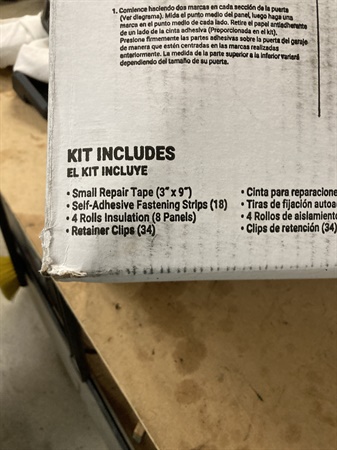 1. Comience haciendo dos marcas en cada sección de la puerta
(Ver diagrama). Mida el punto medio del panel, luego haga una
marca en el punto medio de cada lado. Retire el papel antiadherente
de un lado de la cinta adhesiva (Proporcionada en el kit).
Presione firmemente las partes adhesivas sobre la puerta del garaje
de manera que estén centradas en las marcas realizadas
anteriormente. La medida de la parte superior a la inferior variará
dependiendo del tamaño de su puerta.
KIT INCLUDES
EL KIT INCLUYE
• Small Repair Tape (3" x 9")
• Self-Adhesive Fastening Strips (18)
• 4 Rolls Insulation (8 Panels)
• Retainer Clips (34)
• Cinta para reparacione
• Tiras de fijación autoa
• 4 Rollos de aislamiento
• Clips de retención (34)